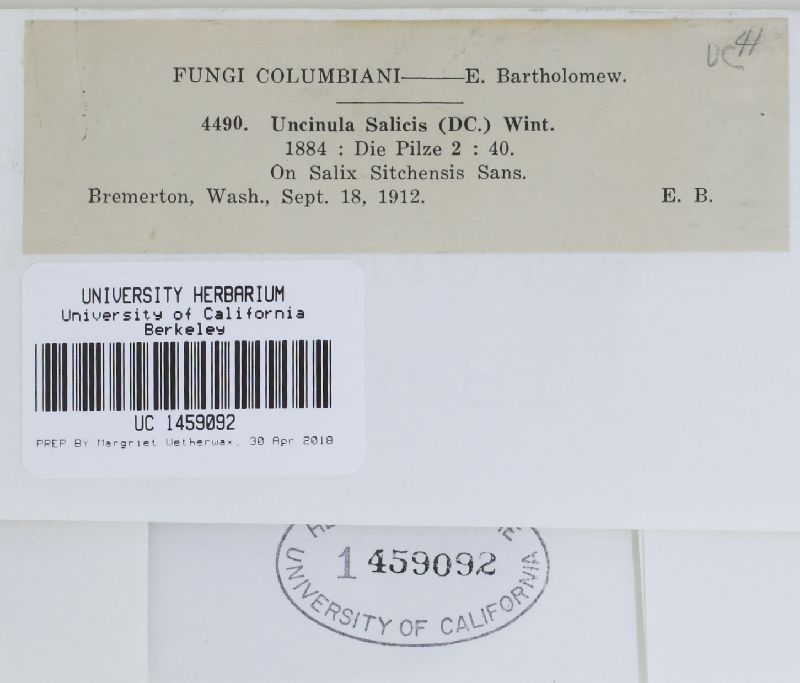 UC 41
FUNGI COLUMBIANI——E. Bartholomew.
4490. Uncinula Salicis (DC.) Wint.
1884 : Die Pilze 2 : 40.
On Salix Sitchensis Sans.
Bremerton, Wash., Sept. 18, 1912. E. B.
UNIVERSITY HERBARIUM
University of California
Berkeley
UC 1459092
PREP BY Margriet Wetherwax, 30 Apr 2018
1459092
UNIVERSITY OF CALIFORNIA